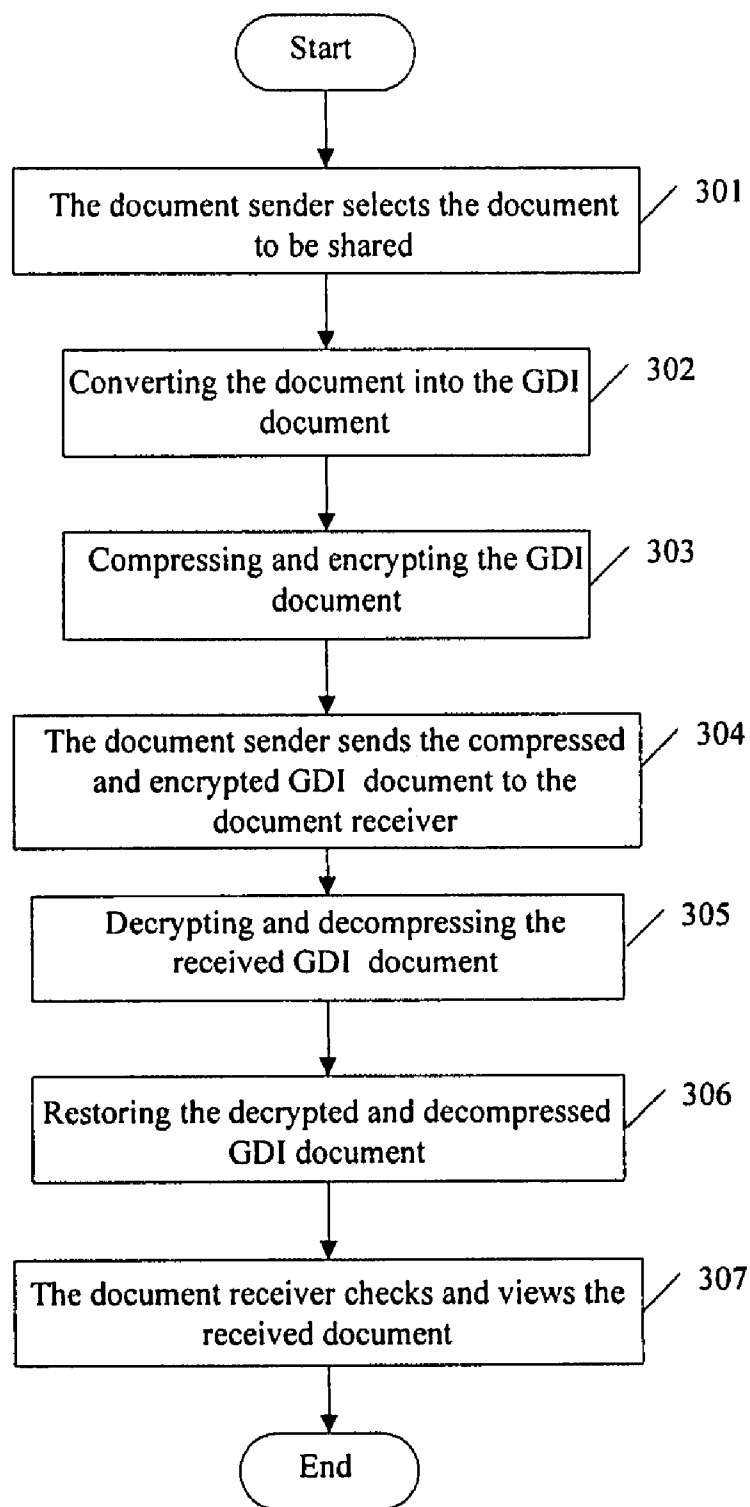 Start
The document sender selects the document
to be shared
301
Converting the document into the GDI
document
302
Compressing and encrypting the GDI
document
303
The document sender sends the compressed
and encrypted GDI document to the
document receiver
304
Decrypting and decompressing the
received GDI document
305
Restoring the decrypted and decompressed
GDI document
306
The document receiver checks and views the
received document
307
End